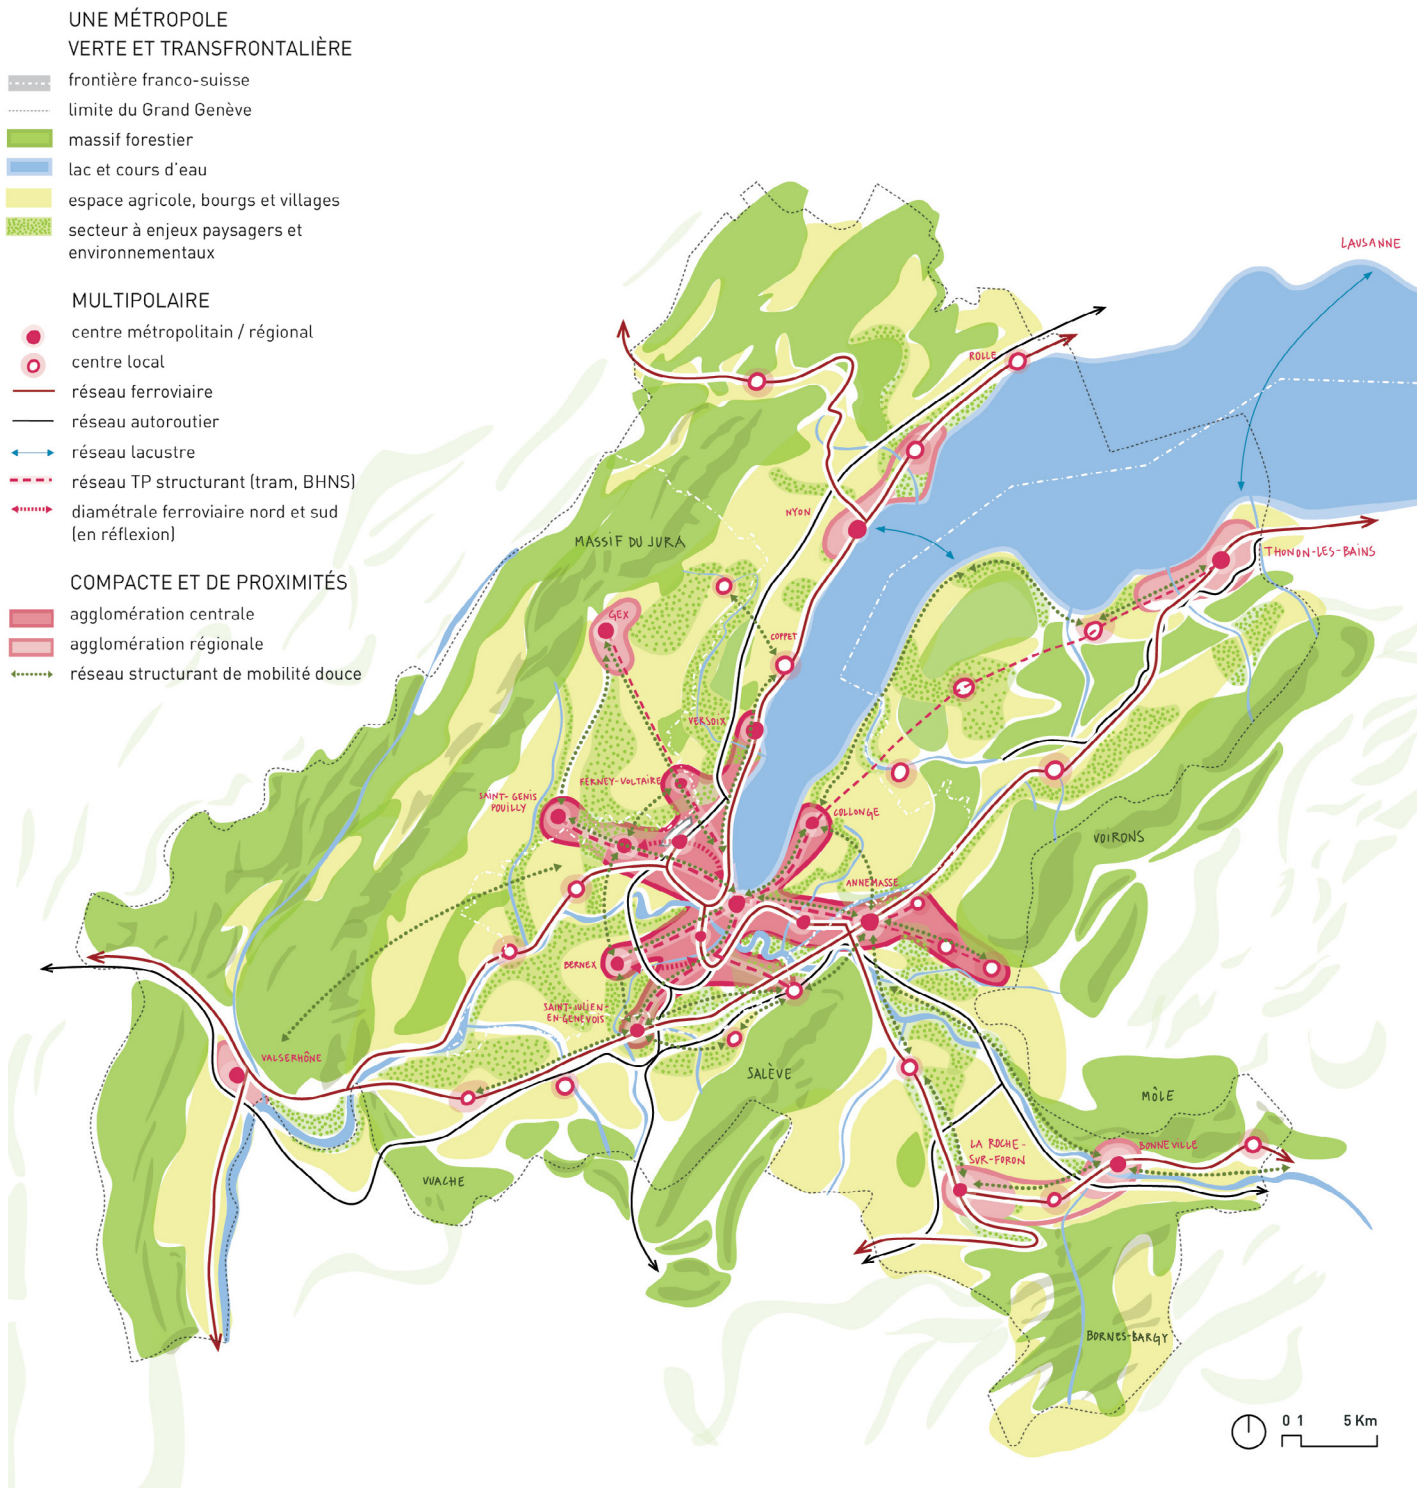 UNE MÉTROPOLE
VERTE ET TRANSFRONTALIÈRE
frontière franco-suisse
limite du Grand Genève
massif forestier
lac et cours d'eau
espace agricole, bourgs et villages
secteur à enjeux paysagers et
environnementaux
MULTIPOLAIRE
centre métropolitain / régional
centre local
réseau ferroviaire
réseau autoroutier
réseau lacustre
réseau TP structurant (tram, BHNS)
diamétrale ferroviaire nord et sud
(en réflexion)
COMPACTE ET DE PROXIMITÉS
agglomération centrale
agglomération régionale
réseau structurant de mobilité douce
LAUSANNE
ROLLE
NYON
MASSIF DU JURA
THONON-LES-BAINS
GEX
COPPET
VERSOIX
FERNEY-VOLTAIRE
SAINT-GENIS
POUILLY
COLLONGE
VOIRONS
ANNEMASSE
BERNEX
SAINT-JULIEN-
EN-GENEVOIS
VALSERHÔNE
SALÈVE
MÔLE
LA ROCHE-
SUR-FORON
BONNEVILLE
VUACHE
BORNES-BARGY
0 1 5 Km